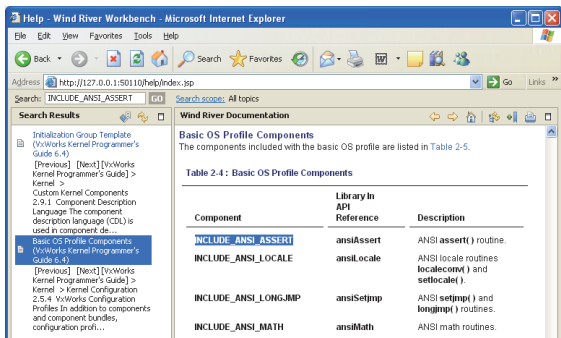 Help - Wind River Workbench - Microsoft Internet Explorer
File Edit View Favorites Tools Help
Back Search Favorites
Address http://127.0.0.1:50110/help/index.jsp Go Links »
Search: INCLUDE_ANSI_ASSERT GO Search scope: All topics
Search Results
Initialization Group Template
(VxWorks Kernel Programmer's
Guide 6.4)
[Previous] [Next] [VxWorks
Kernel Programmer's Guide] >
Kernel >
Custom Kernel Components
2.9.1 Component Description
Language The component
description language (CDL) is
used in component de...
Basic OS Profile Components
(VxWorks Kernel Programmer's
Guide 6.4)
[Previous] [Next] [VxWorks
Kernel Programmer's Guide] >
Kernel > Kernel Configuration
2.5.4 VxWorks Configuration
Profiles In addition to components
and component bundles,
configuration profi...
Wind River Documentation
Basic OS Profile Components
The components included with the basic OS profile are listed in Table 2-5.
Table 2-4 : Basic OS Profile Components
Library In
API
Component Reference Description
INCLUDE_ANSI_ASSERT ansiAssert ANSI assert( ) routine.
INCLUDE_ANSI_LOCALE ansiLocale ANSI locale routines
localeconv( ) and
setlocale( ).
INCLUDE_ANSI_LONGJMP ansiSetjmp ANSI setjmp( ) and
longjmp( ) routines.
INCLUDE_ANSI_MATH ansiMath ANSI math routines.